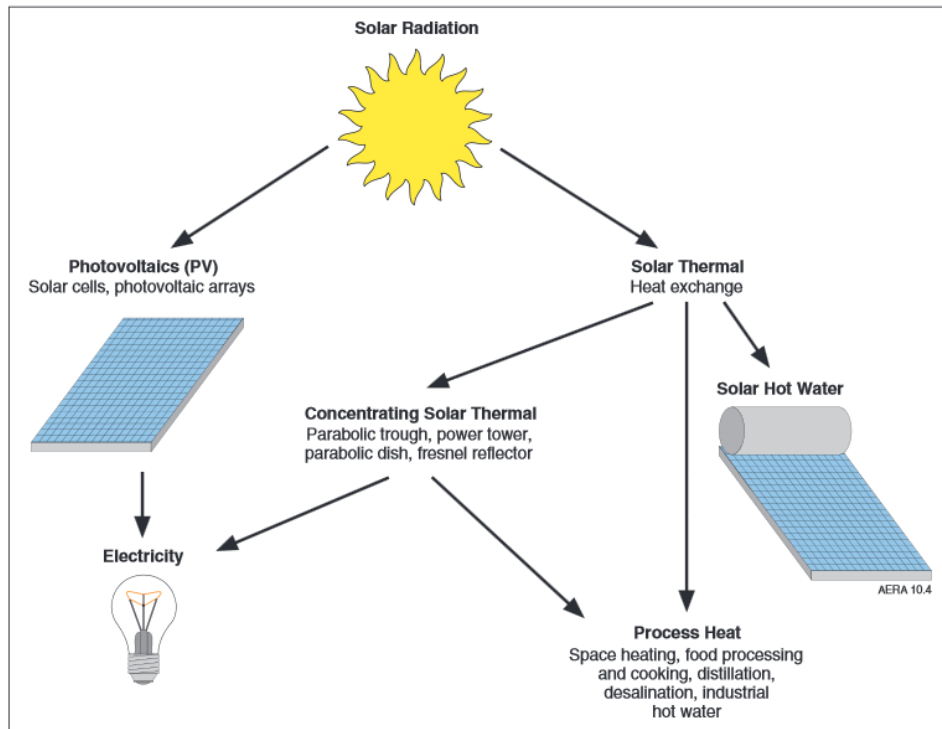 Solar Radiation
Photovoltaics (PV)
Solar cells, photovoltaic arrays
Solar Thermal
Heat exchange
Solar Hot Water
Concentrating Solar Thermal
Parabolic trough, power tower,
parabolic dish, fresnel reflector
Electricity
AERA 10.4
Process Heat
Space heating, food processing
and cooking, distillation,
desalination, industrial
hot water